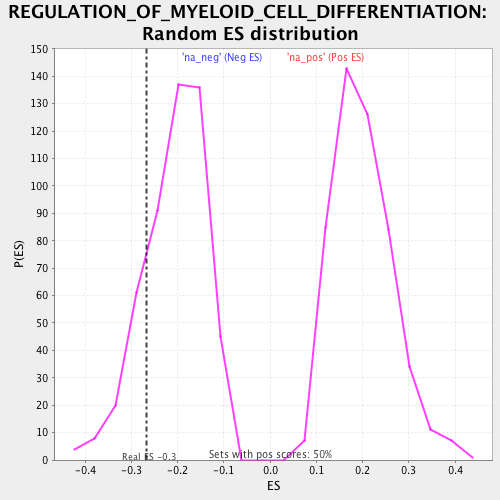 REGULATION_OF_MYELOID_CELL_DIFFERENTIATION:
Random ES distribution
'na_neg' (Neg ES) 'na_pos' (Pos ES)
150
140
130
120
110
100
90
80
70
60
50
40
30
20
10
0
P(ES)
Real ES -0.3 Sets with pos scores: 50%
-0.4 -0.3 -0.2 -0.1 0.0 0.1 0.2 0.3 0.4
ES